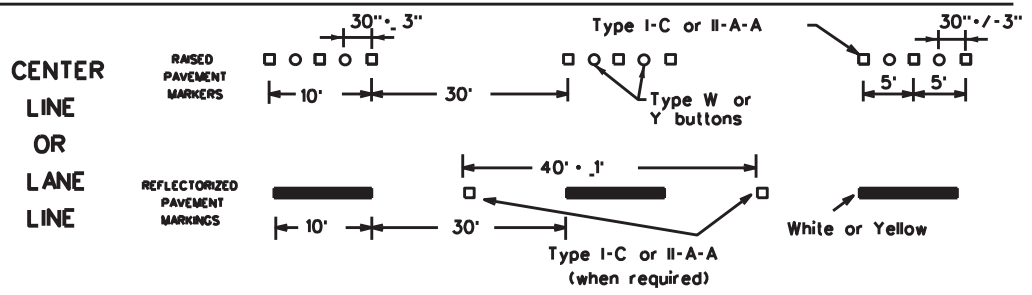 30"·_ 3"
Type I-C or II-A-A
30"·/-3"
CENTER
LINE
OR
LANE
LINE
RAISED
PAVEMENT
MARKERS
10'
30'
Type W or
Y buttons
5'
5'
40' · _1'
REFLECTORIZED
PAVEMENT
MARKINGS
10'
30'
Type I-C or II-A-A
(when required)
White or Yellow